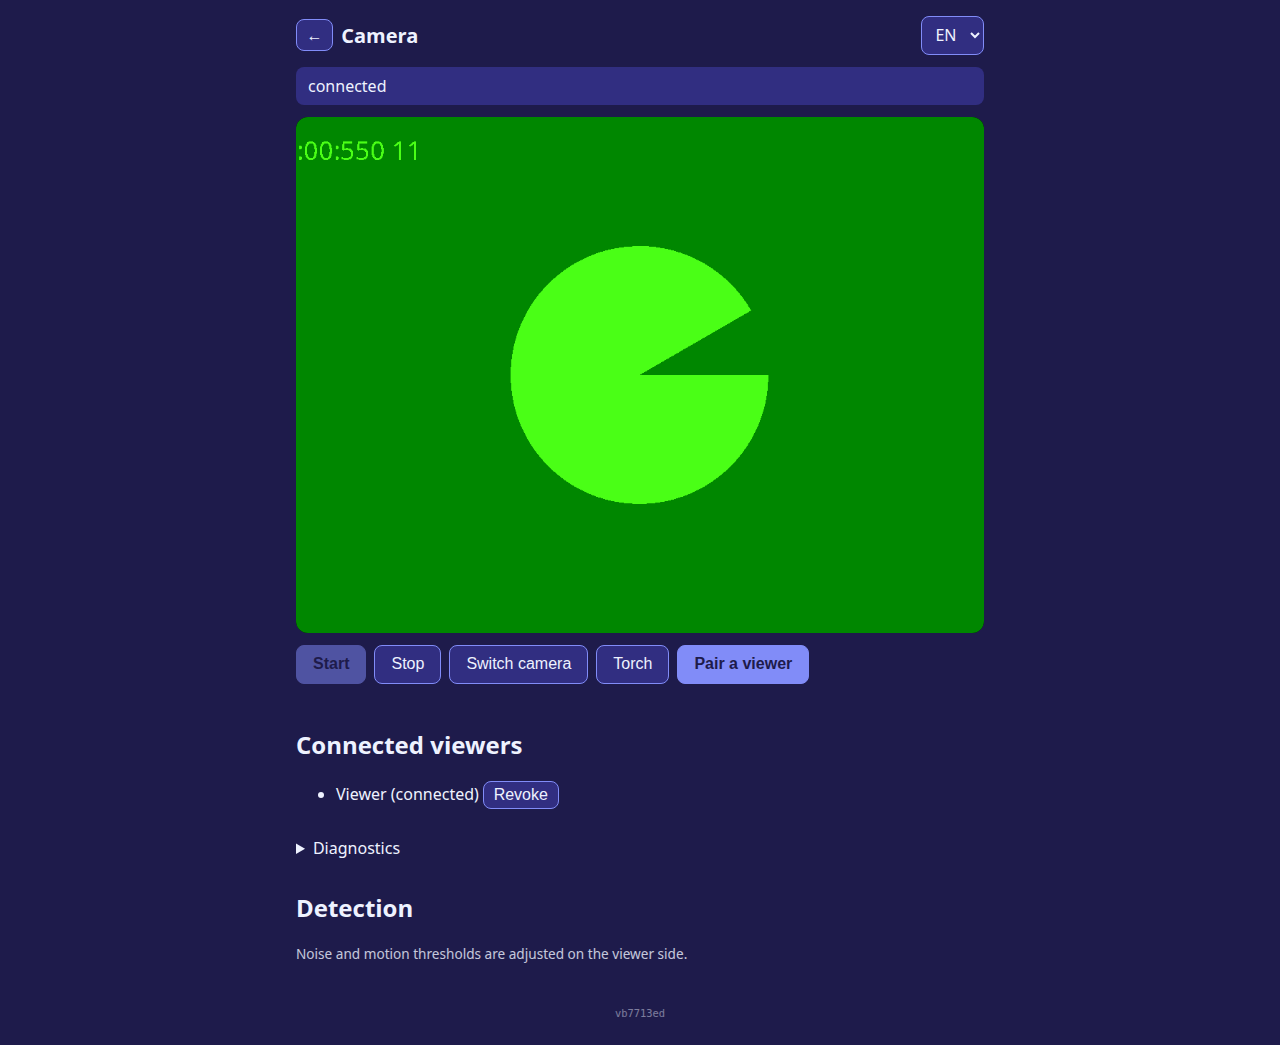 ← Camera EN
connected
:00:550 11
Start Stop Switch camera Torch Pair a viewer
Connected viewers
Viewer (connected) Revoke
Diagnostics
Detection
Noise and motion thresholds are adjusted on the viewer side.
vb7713ed